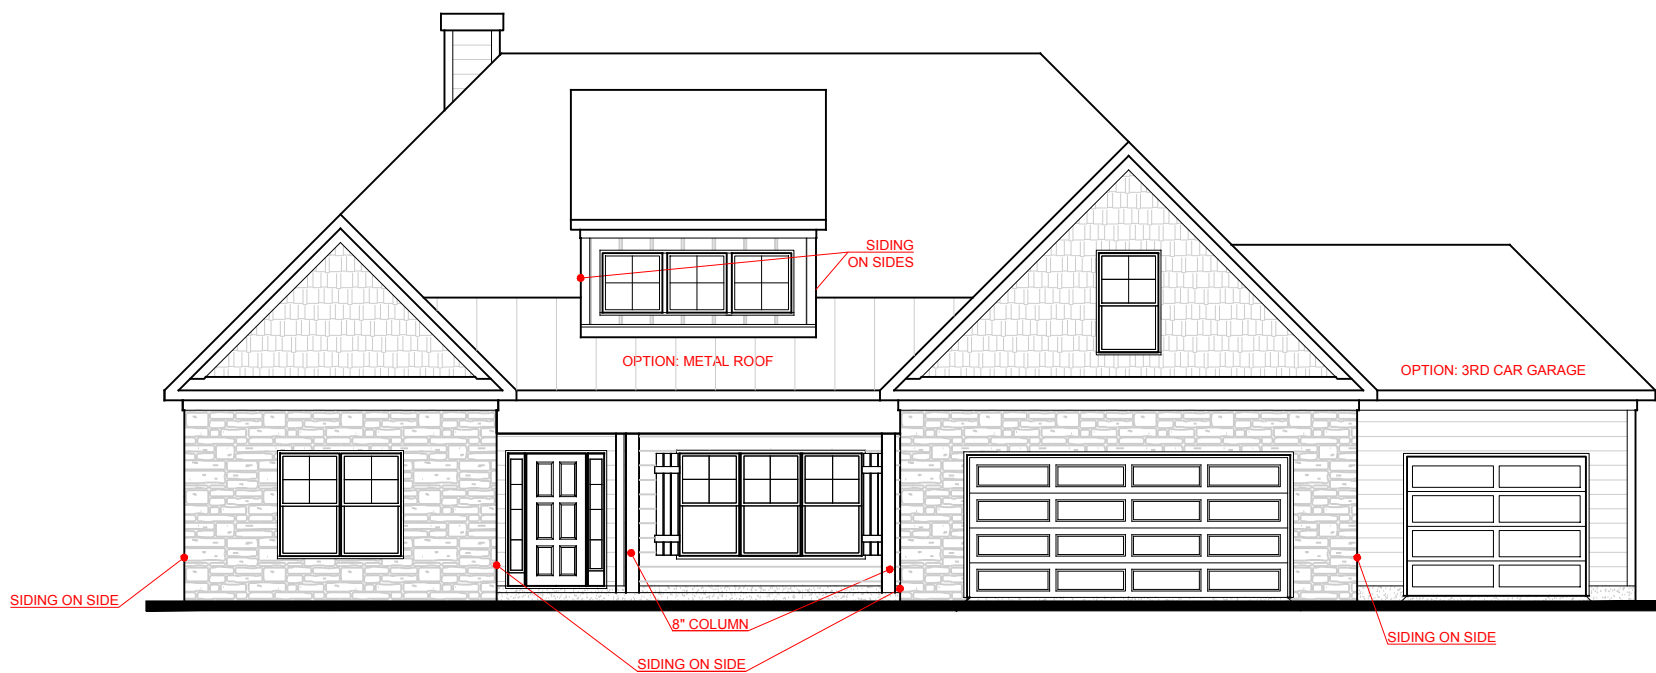 SIDING
ON SIDES
OPTION: METAL ROOF
OPTION: 3RD CAR GARAGE
SIDING ON SIDE
8" COLUMN
SIDING ON SIDE
SIDING ON SIDE